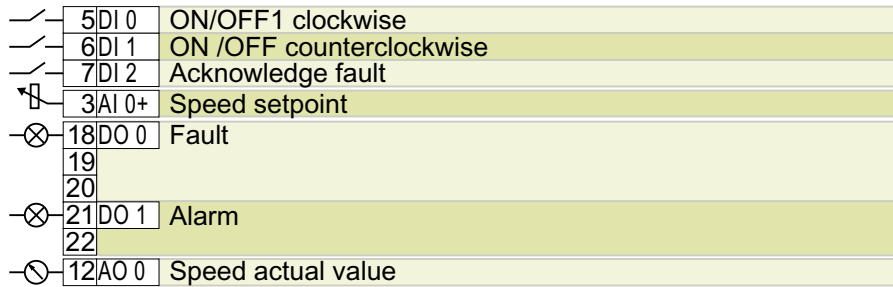 5 DI 0 ON/OFF1 clockwise
6 DI 1 ON /OFF counterclockwise
7 DI 2 Acknowledge fault
3 AI 0+ Speed setpoint
18 DO 0 Fault
19
20
21 DO 1 Alarm
22
12 AO 0 Speed actual value